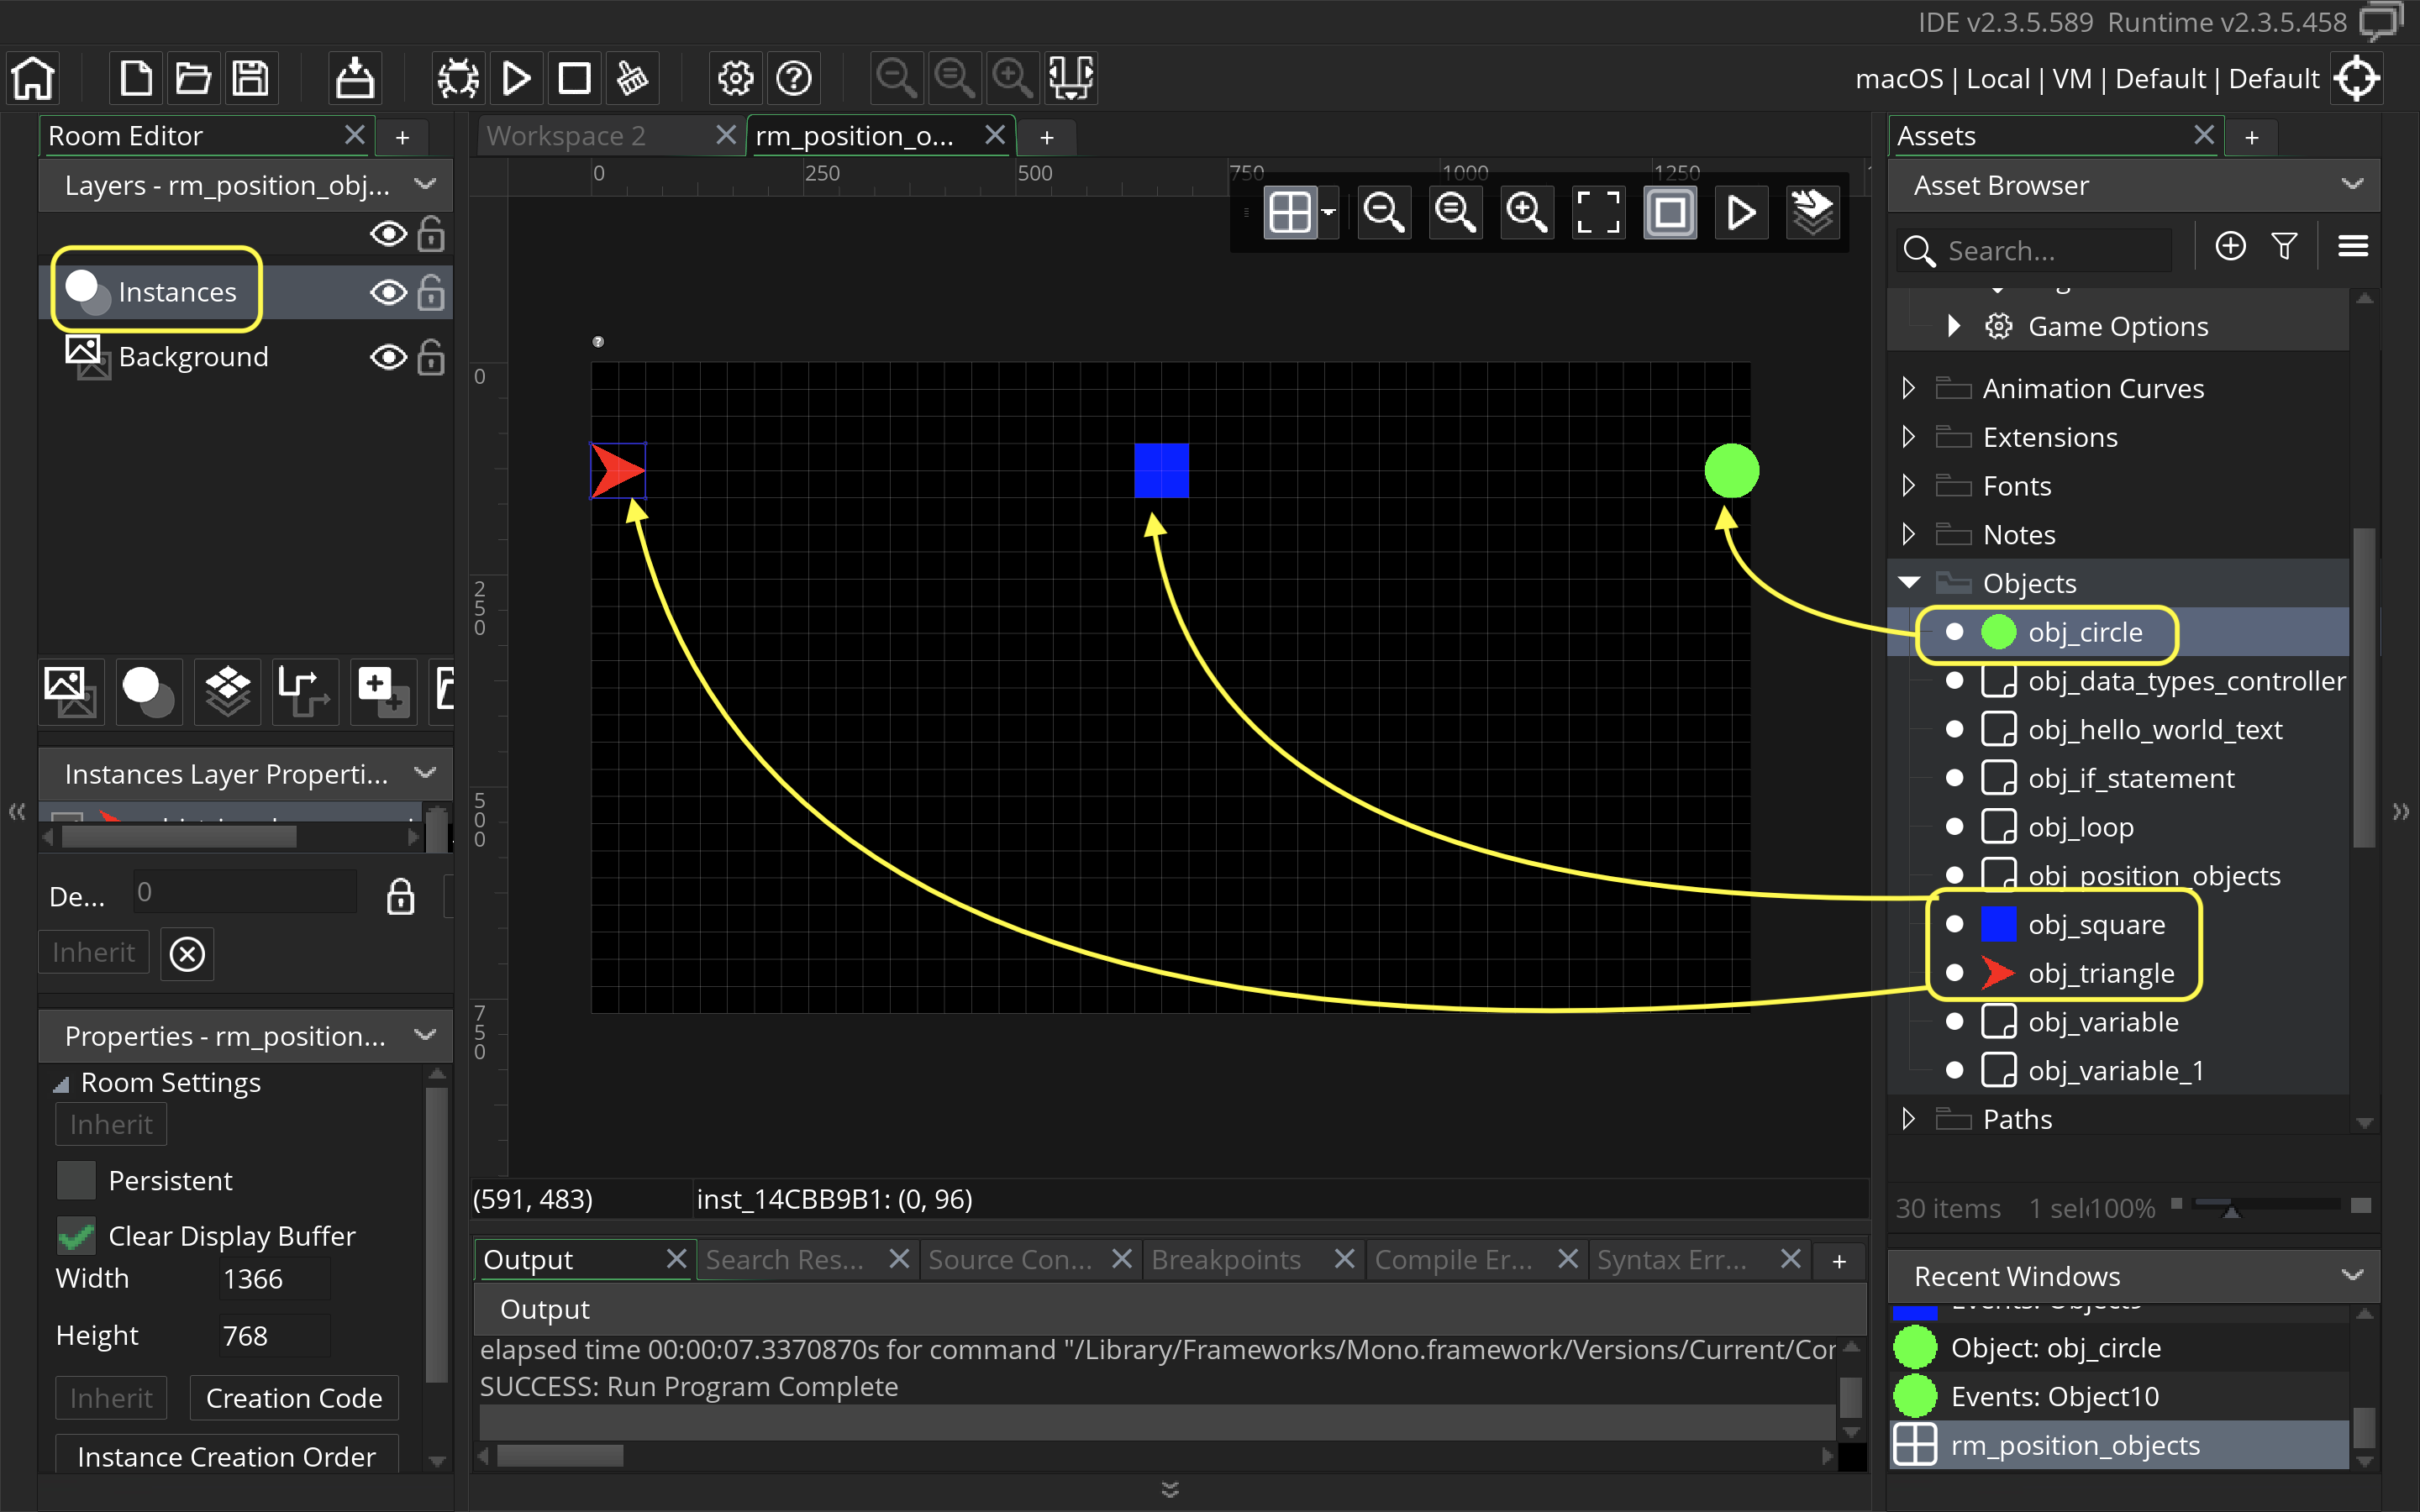 IDE v2.3.5.589 Runtime v2.3.5.458
macOS | Local | VM | Default | Default
Room Editor
+
Layers - rm_position_obj...
Instances
Background
Instances Layer Properti...
De... 0
Inherit
Properties - rm_position...
Room Settings
Inherit
Persistent
Clear Display Buffer
Width 1366
Height 768
Inherit Creation Code
Instance Creation Order
Workspace 2
rm_position_o...
+
0 250 500 750 1000 1250
?
0
250
500
750
(591, 483)
inst_14CBB9B1: (0, 96)
Output
Search Res...
Source Con...
Breakpoints
Compile Er...
Syntax Err...
+
Output
elapsed time 00:00:07.3370870s for command "/Library/Frameworks/Mono.framework/Versions/Current/Cor
SUCCESS: Run Program Complete
Assets
+
Asset Browser
Search...
Game Options
Animation Curves
Extensions
Fonts
Notes
Objects
obj_circle
obj_data_types_controller
obj_hello_world_text
obj_if_statement
obj_loop
obj_position_objects
obj_square
obj_triangle
obj_variable
obj_variable_1
Paths
30 items 1 sel 100%
Recent Windows
Events: Object9
Object: obj_circle
Events: Object10
rm_position_objects